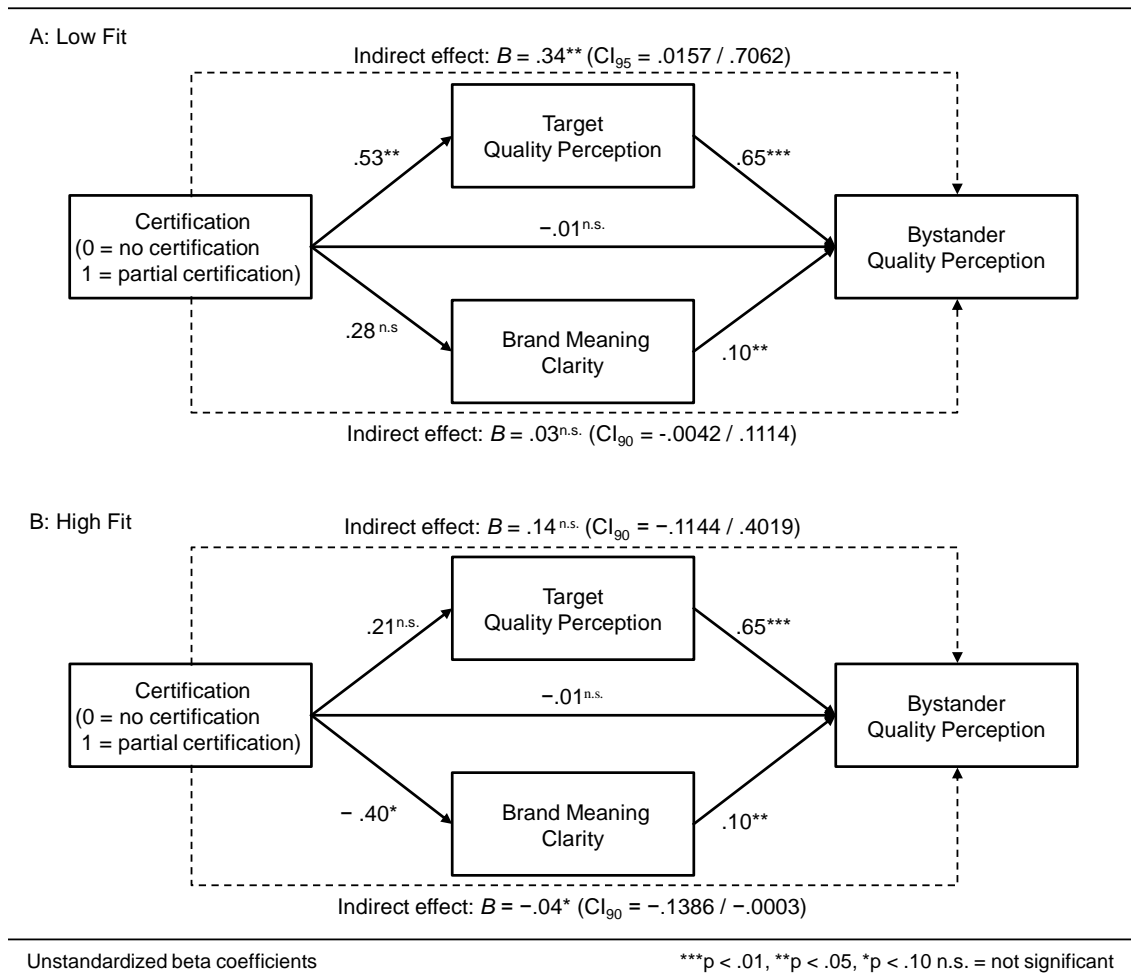 A: Low Fit
Indirect effect: B = .34** (CI95 = .0157 / .7062)
Target
Quality Perception
.53**
.65***
Certification
(0 = no certification
1 = partial certification)
−.01n.s.
Bystander
Quality Perception
.28 n.s
Brand Meaning
Clarity
.10**
Indirect effect: B = .03n.s. (CI90 = -.0042 / .1114)
B: High Fit
Indirect effect: B = .14 n.s. (CI90 = −.1144 / .4019)
Target
Quality Perception
.21n.s.
.65***
Certification
(0 = no certification
1 = partial certification)
−.01n.s.
Bystander
Quality Perception
− .40*
Brand Meaning
Clarity
.10**
Indirect effect: B = −.04* (CI90 = −.1386 / −.0003)
Unstandardized beta coefficients
***p < .01, **p < .05, *p < .10 n.s. = not significant